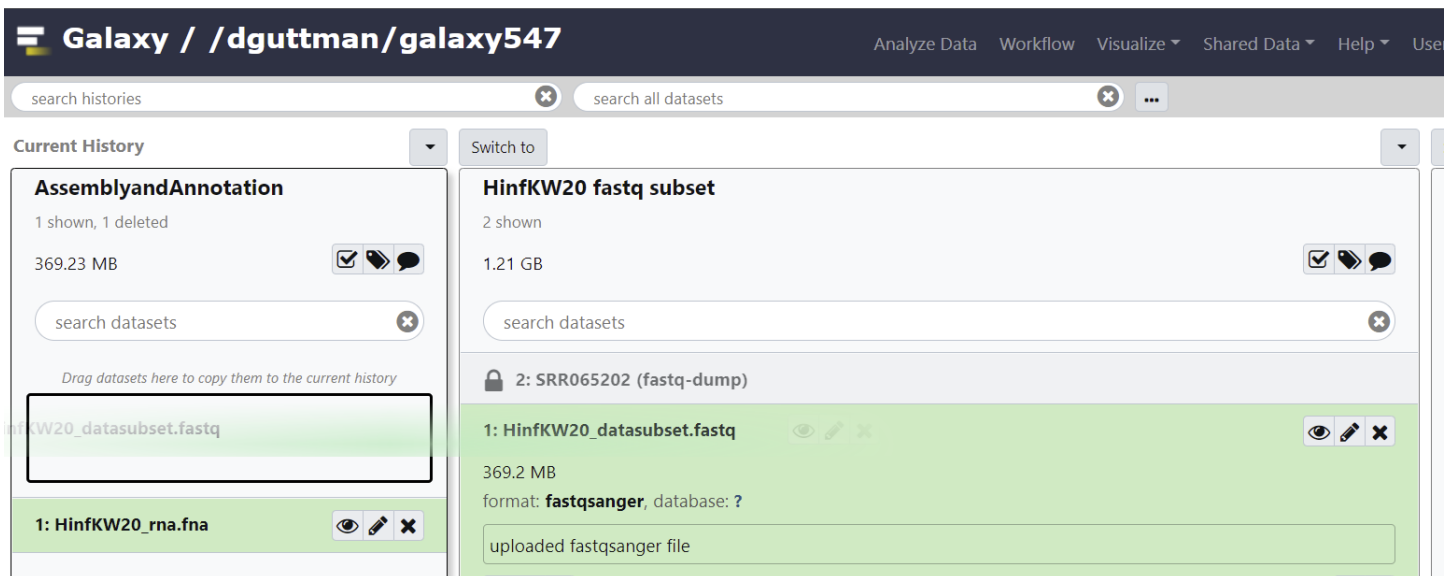 Galaxy / /dguttman/galaxy547
Analyze Data Workflow Visualize Shared Data Help User
search histories
search all datasets
...
Current History
Switch to
AssemblyandAnnotation
1 shown, 1 deleted
369.23 MB
search datasets
Drag datasets here to copy them to the current history
nfKW20_datasubset.fastq
1: HinfKW20_rna.fna
HinfKW20 fastq subset
2 shown
1.21 GB
search datasets
2: SRR065202 (fastq-dump)
1: HinfKW20_datasubset.fastq
369.2 MB
format: fastqsanger, database: ?
uploaded fastqsanger file